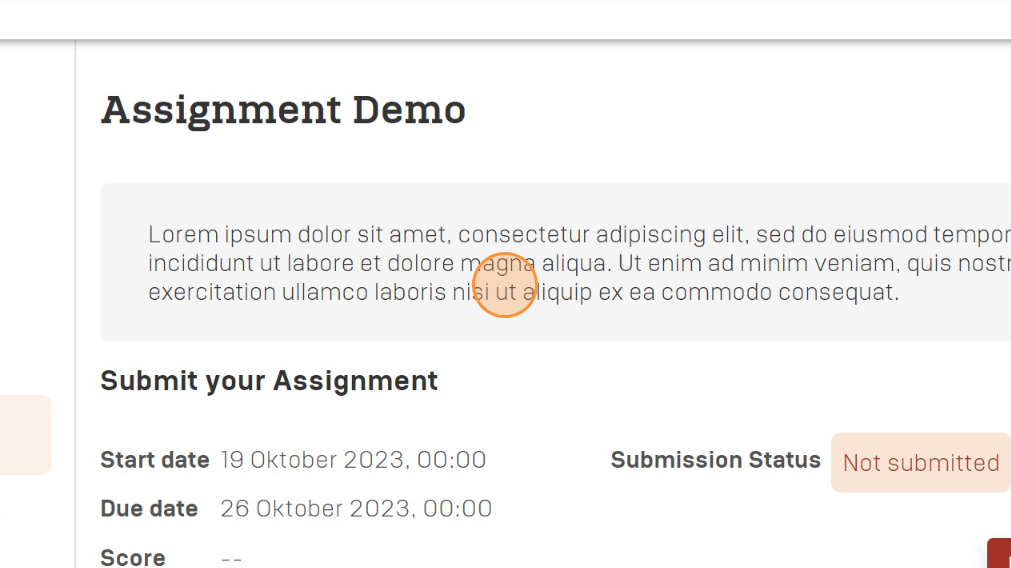 Assignment Demo
Lorem ipsum dolor sit amet, consectetur adipiscing elit, sed do eiusmod tempor
incididunt ut labore et dolore magna aliqua. Ut enim ad minim veniam, quis
exercitation ullamco laboris nisi ut aliquip ex ea commodo consequat.
Submit your Assignment
Start date 19 Oktober 2023, 00:00
Submission Status Not submitted
Due date 26 Oktober 2023, 00:00
Score --